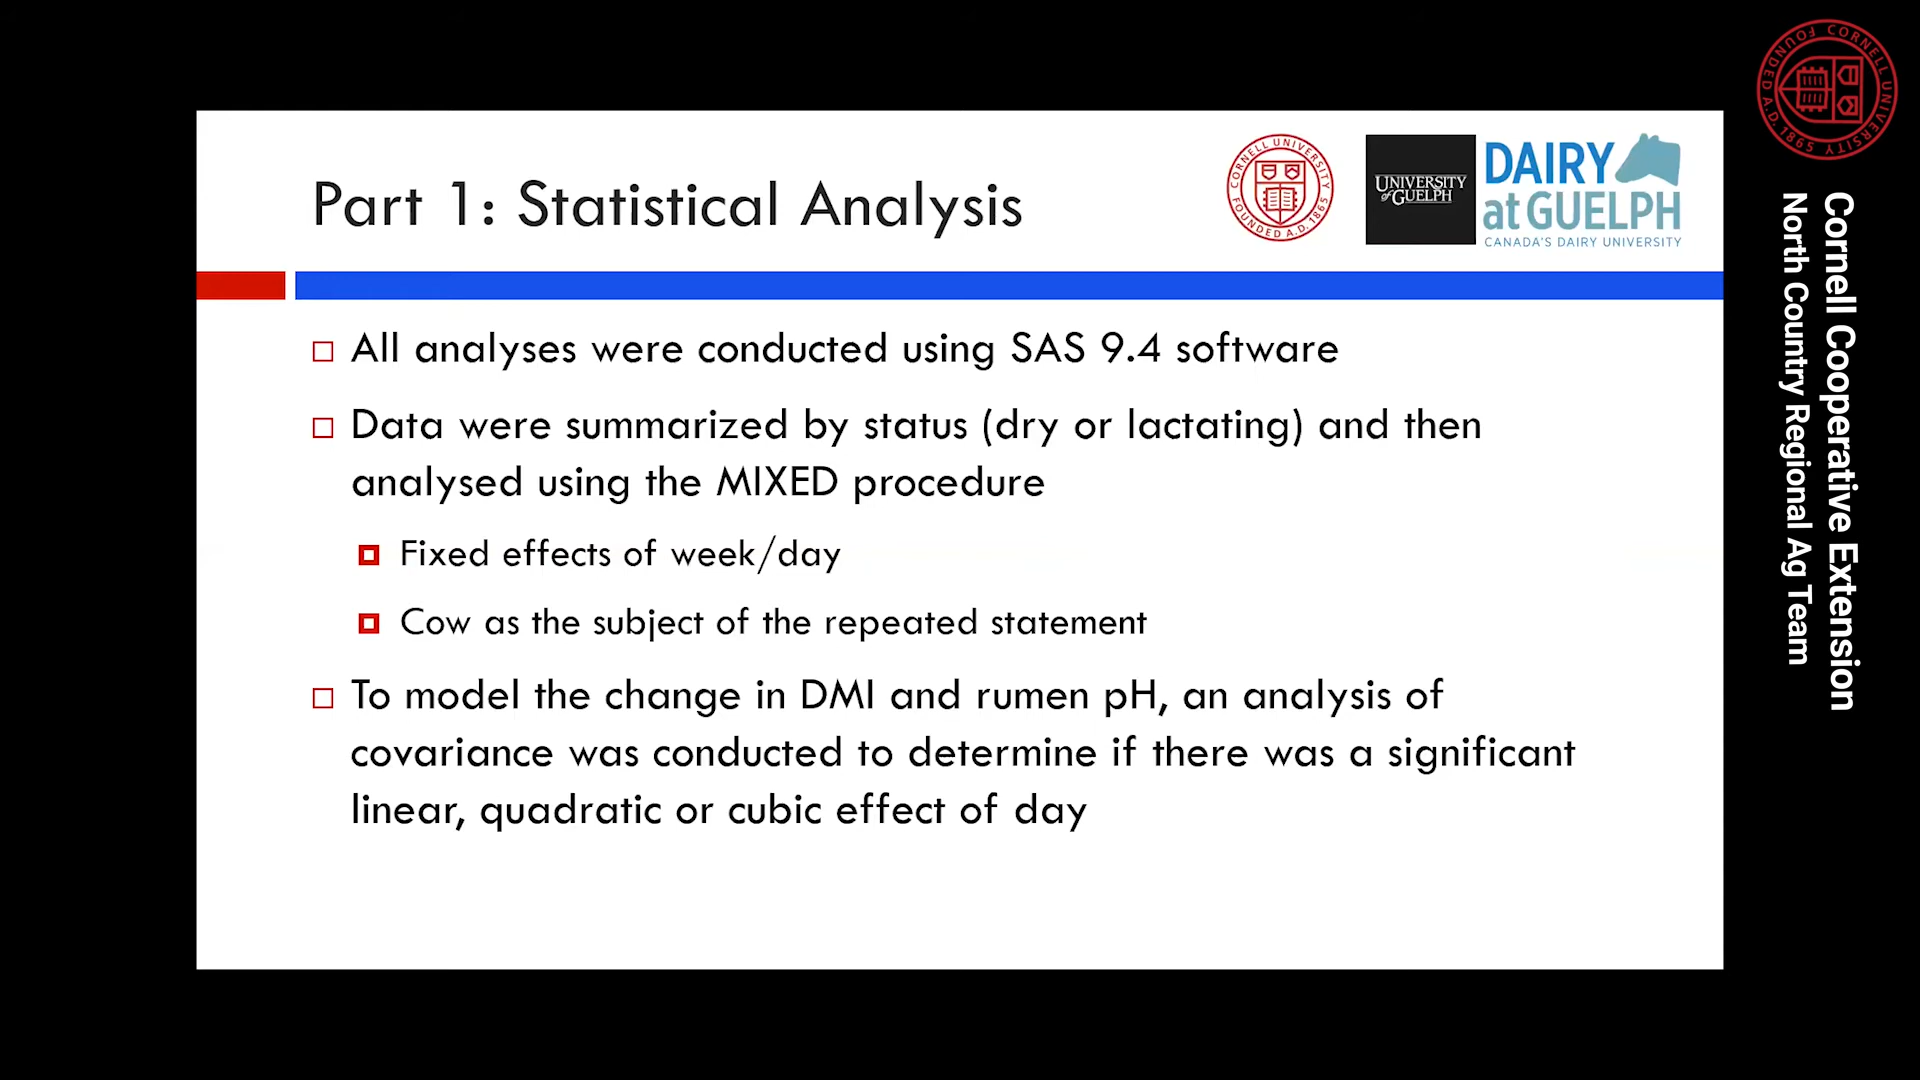 Part 1: Statistical Analysis
CORNELL UNIVERSITY
FOUNDED A.D. 1865
UNIVERSITY
of GUELPH
DAIRY
at GUELPH
CANADA'S DAIRY UNIVERSITY
All analyses were conducted using SAS 9.4 software
Data were summarized by status (dry or lactating) and then
analysed using the MIXED procedure
Fixed effects of week/day
Cow as the subject of the repeated statement
To model the change in DMI and rumen pH, an analysis of
covariance was conducted to determine if there was a significant
linear, quadratic or cubic effect of day
CORNELL UNIVERSITY
FOUNDED A.D. 1865
Cornell Cooperative Extension
North Country Regional Ag Team